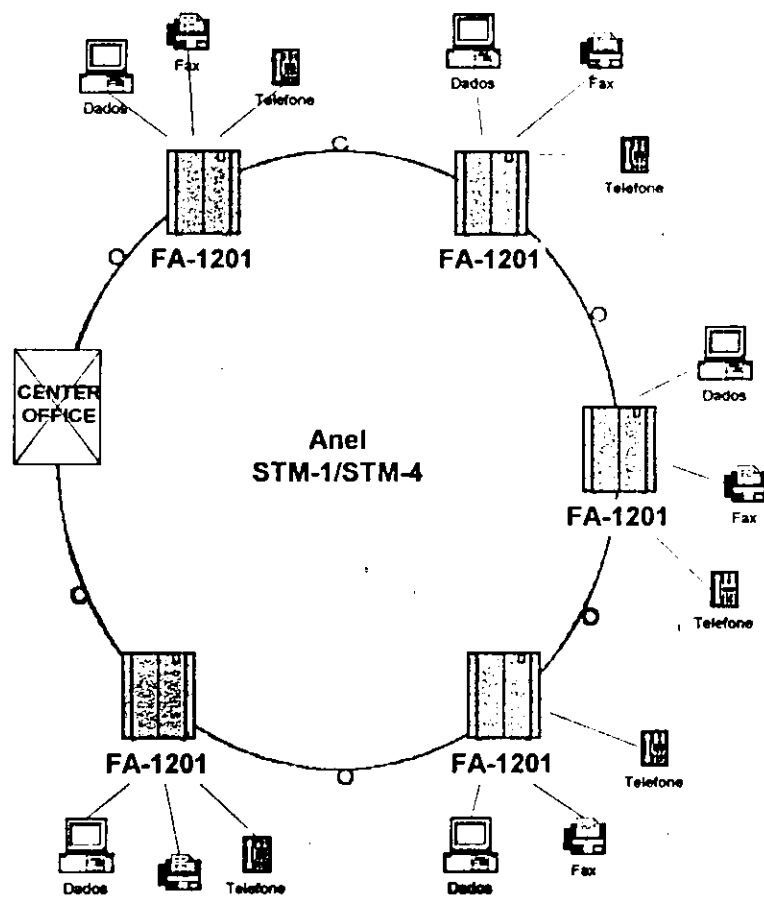 Dados
Fax
Telefone
FA-1201
Dados
Fax
Telefone
FA-1201
CENTER
OFFICE
Anel
STM-1/STM-4
Dados
Fax
Telefone
FA-1201
FA-1201
Dados
Telefone
FA-1201
Telefone
Dados
Fax